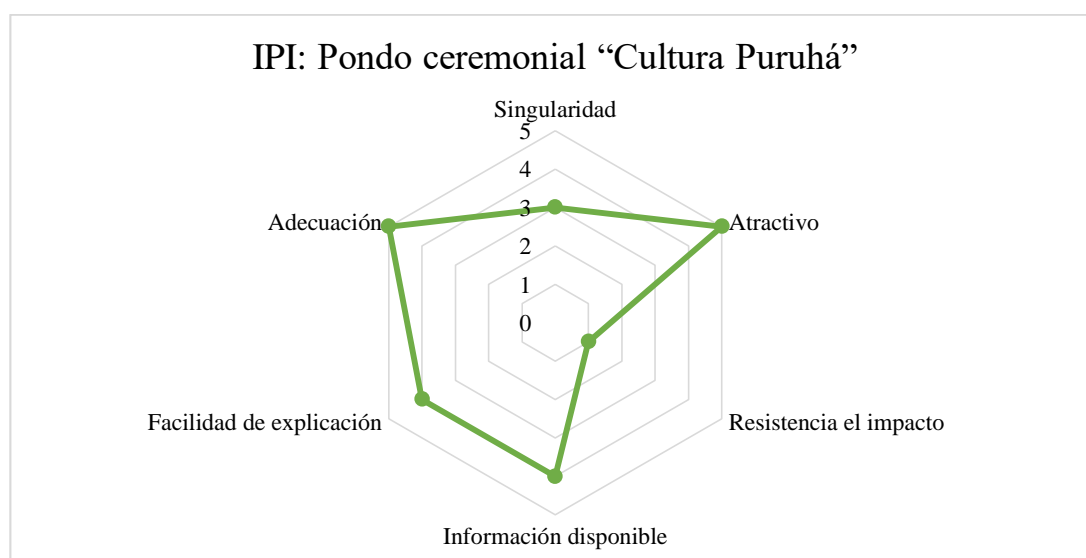 IPI: Pondo ceremonial “Cultura Puruhá”
Singularidad
5
4
3
2
1
0
Adecuación
Atractivo
Facilidad de explicación
Resistencia el impacto
Información disponible